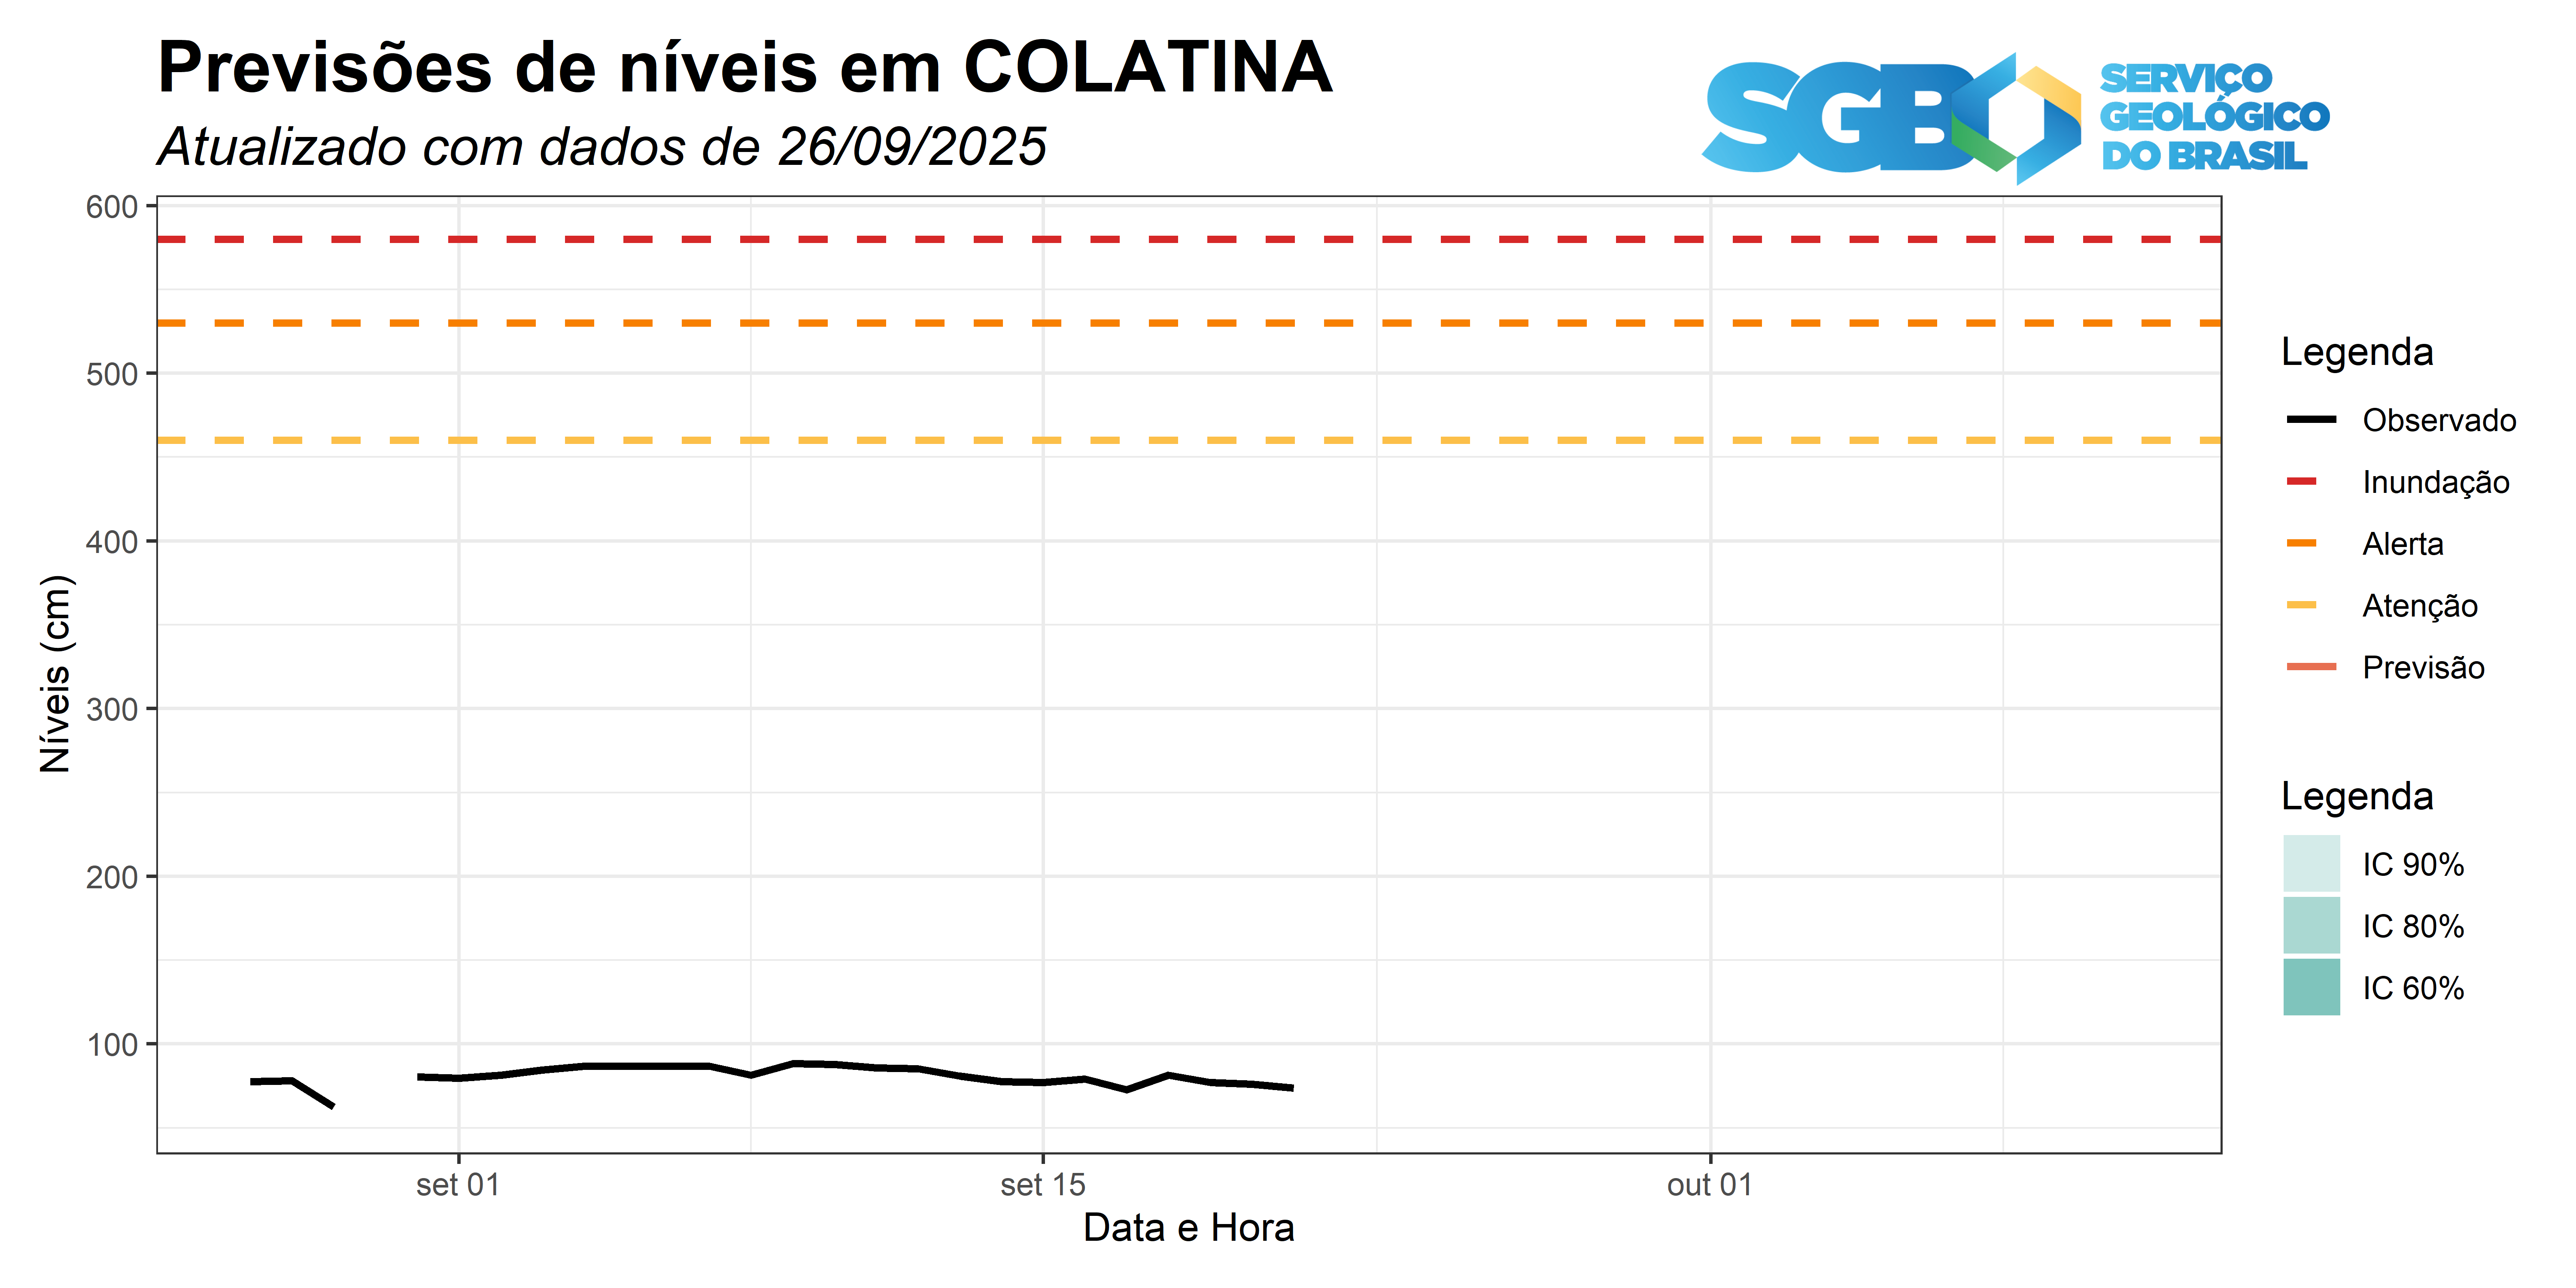 Previsões de níveis em COLATINA
Atualizado com dados de 26/09/2025
SGB
SERVIÇO
GEOLÓGICO
DO BRASIL
600
500
400
300
200
100
Níveis (cm)
set 01
set 15
out 01
Data e Hora
Legenda
Observado
Inundação
Alerta
Atenção
Previsão
Legenda
IC 90%
IC 80%
IC 60%